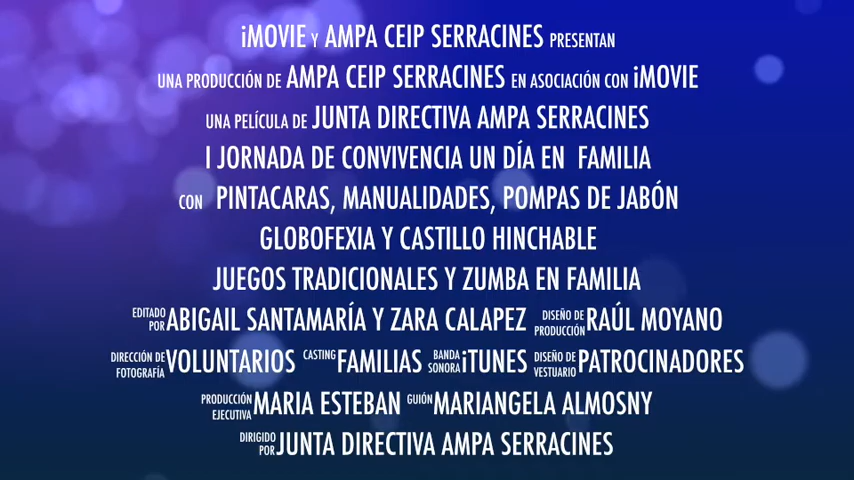 iMOVIE Y AMPA CEIP SERRACINES PRESENTAN
UNA PRODUCCIÓN DE AMPA CEIP SERRACINES EN ASOCIACIÓN CON iMOVIE
UNA PELÍCULA DE JUNTA DIRECTIVA AMPA SERRACINES
I JORNADA DE CONVIVENCIA UN DÍA EN FAMILIA
CON PINTACARAS, MANUALIDADES, POMPAS DE JABÓN
GLOBOFEXIA Y CASTILLO HINCHABLE
JUEGOS TRADICIONALES Y ZUMBA EN FAMILIA
EDITADO POR ABIGAIL SANTAMARÍA Y ZARA CALAPEZ DISEÑO DE PRODUCCIÓN RAÚL MOYANO
DIRECCIÓN DE FOTOGRAFÍA VOLUNTARIOS CASTING FAMILIAS BANDA SONORA iTUNES DISEÑO DE VESTUARIO PATROCINADORES
PRODUCCIÓN EJECUTIVA MARIA ESTEBAN GUIÓN MARIANGELA ALMOSNY
DIRIGIDO POR JUNTA DIRECTIVA AMPA SERRACINES